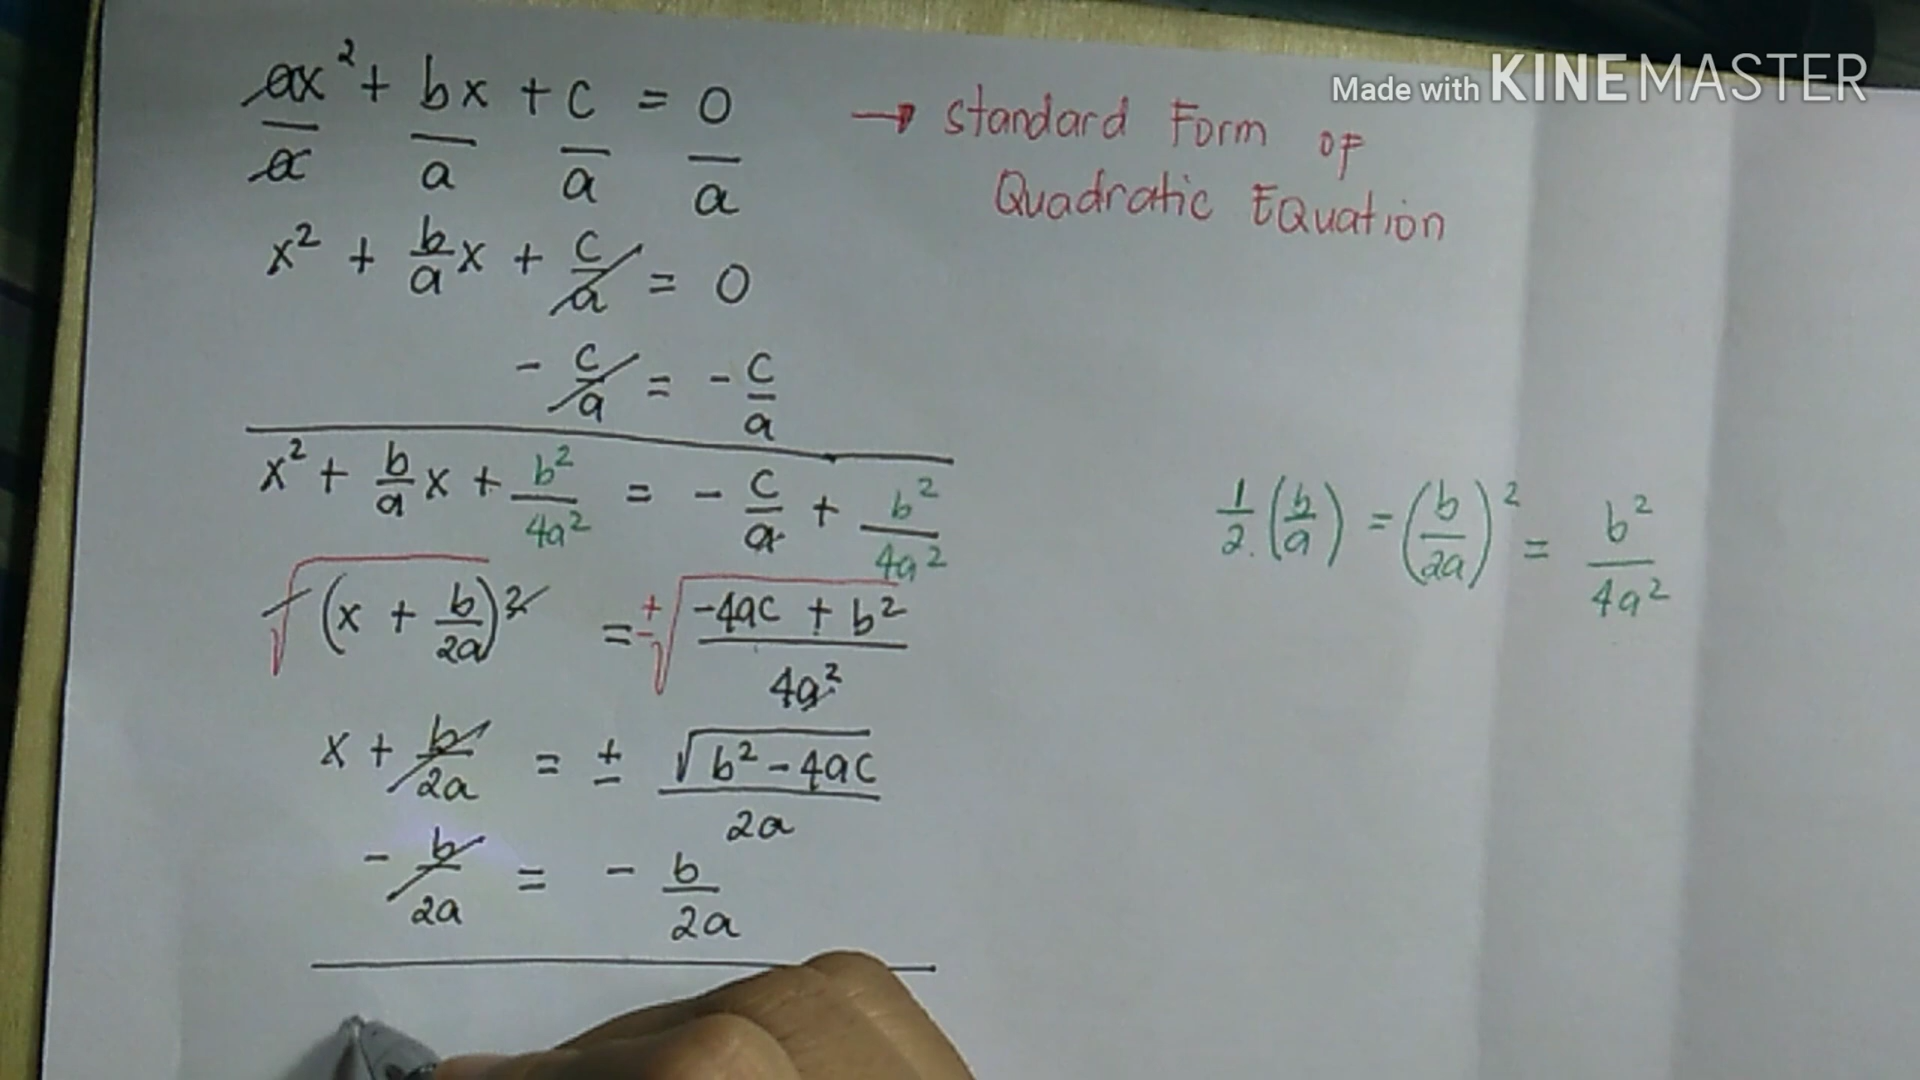 Made with KINEMASTER
ax² + bx + c = 0 → Standard Form of
a a a a Quadratic Equation
x² + b/a x + c/a = 0
- c/a = - c/a
x² + b/a x + b²/4a² = - c/a + b²/4a²
1/2 (b/a) = (b/2a)² = b²/4a²
√(x + b/2a)² = ± √(-4ac + b²)/4a²
x + b/2a = ± √b² - 4ac / 2a
- b/2a = - b/2a